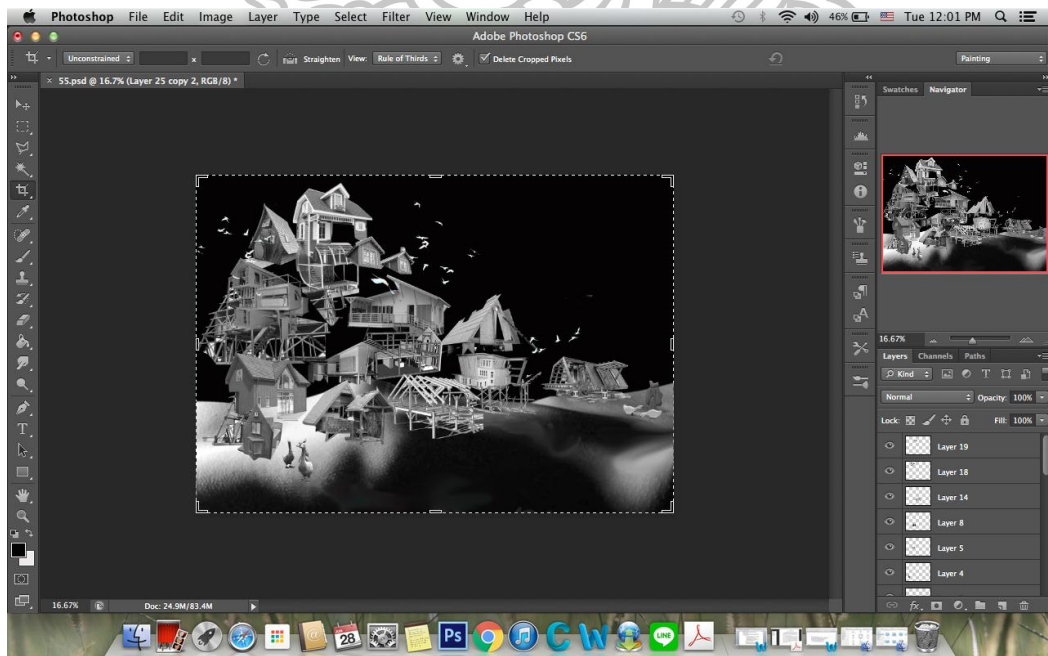 Photoshop File Edit Image Layer Type Select Filter View Window Help 46% Tue 12:01 PM
Adobe Photoshop CS6
Unconstrained x Straighten View: Rule of Thirds Delete Cropped Pixels Painting
× 55.psd @ 16.7% (Layer 25 copy 2, RGB/8) *
Swatches Navigator
16.67%
Layers Channels Paths
Kind
Normal Opacity: 100%
Lock: Fill: 100%
Layer 19
Layer 18
Layer 14
Layer 8
Layer 5
Layer 4
fx
16.67% Doc: 24.9M/83.4M
28 Ps LINE